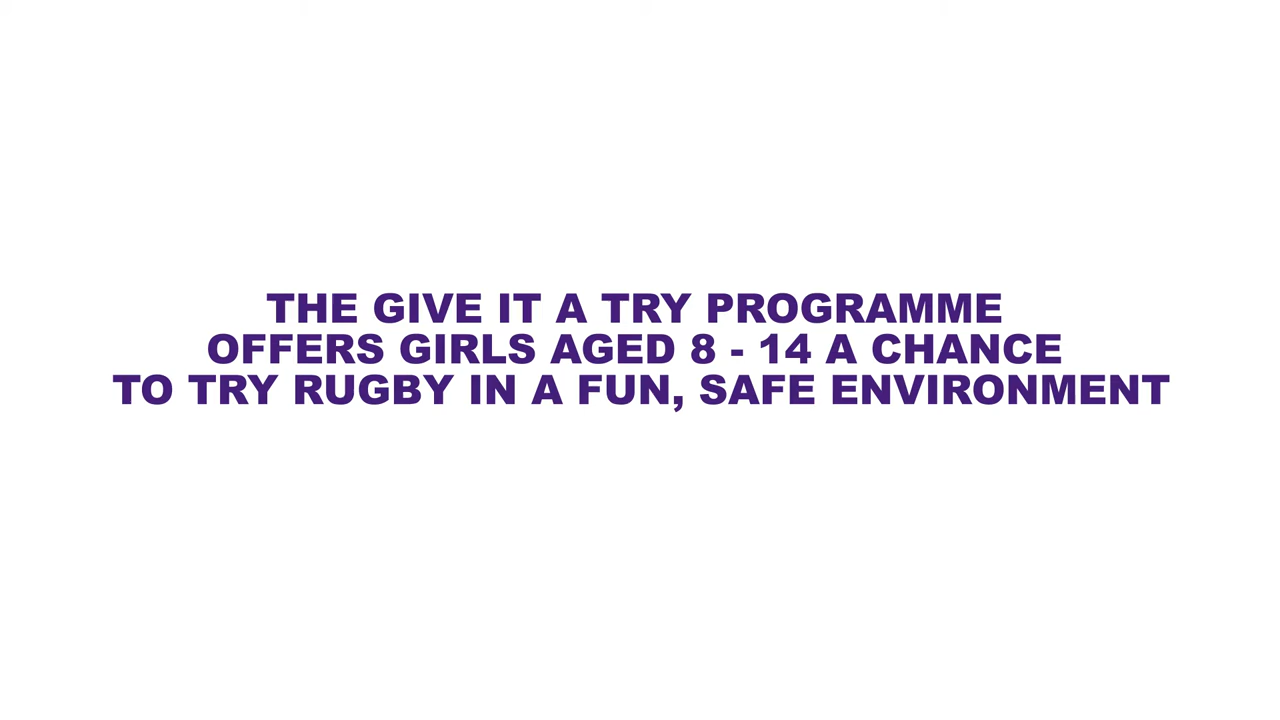 THE GIVE IT A TRY PROGRAMME
OFFERS GIRLS AGED 8 - 14 A CHANCE
TO TRY RUGBY IN A FUN, SAFE ENVIRONMENT